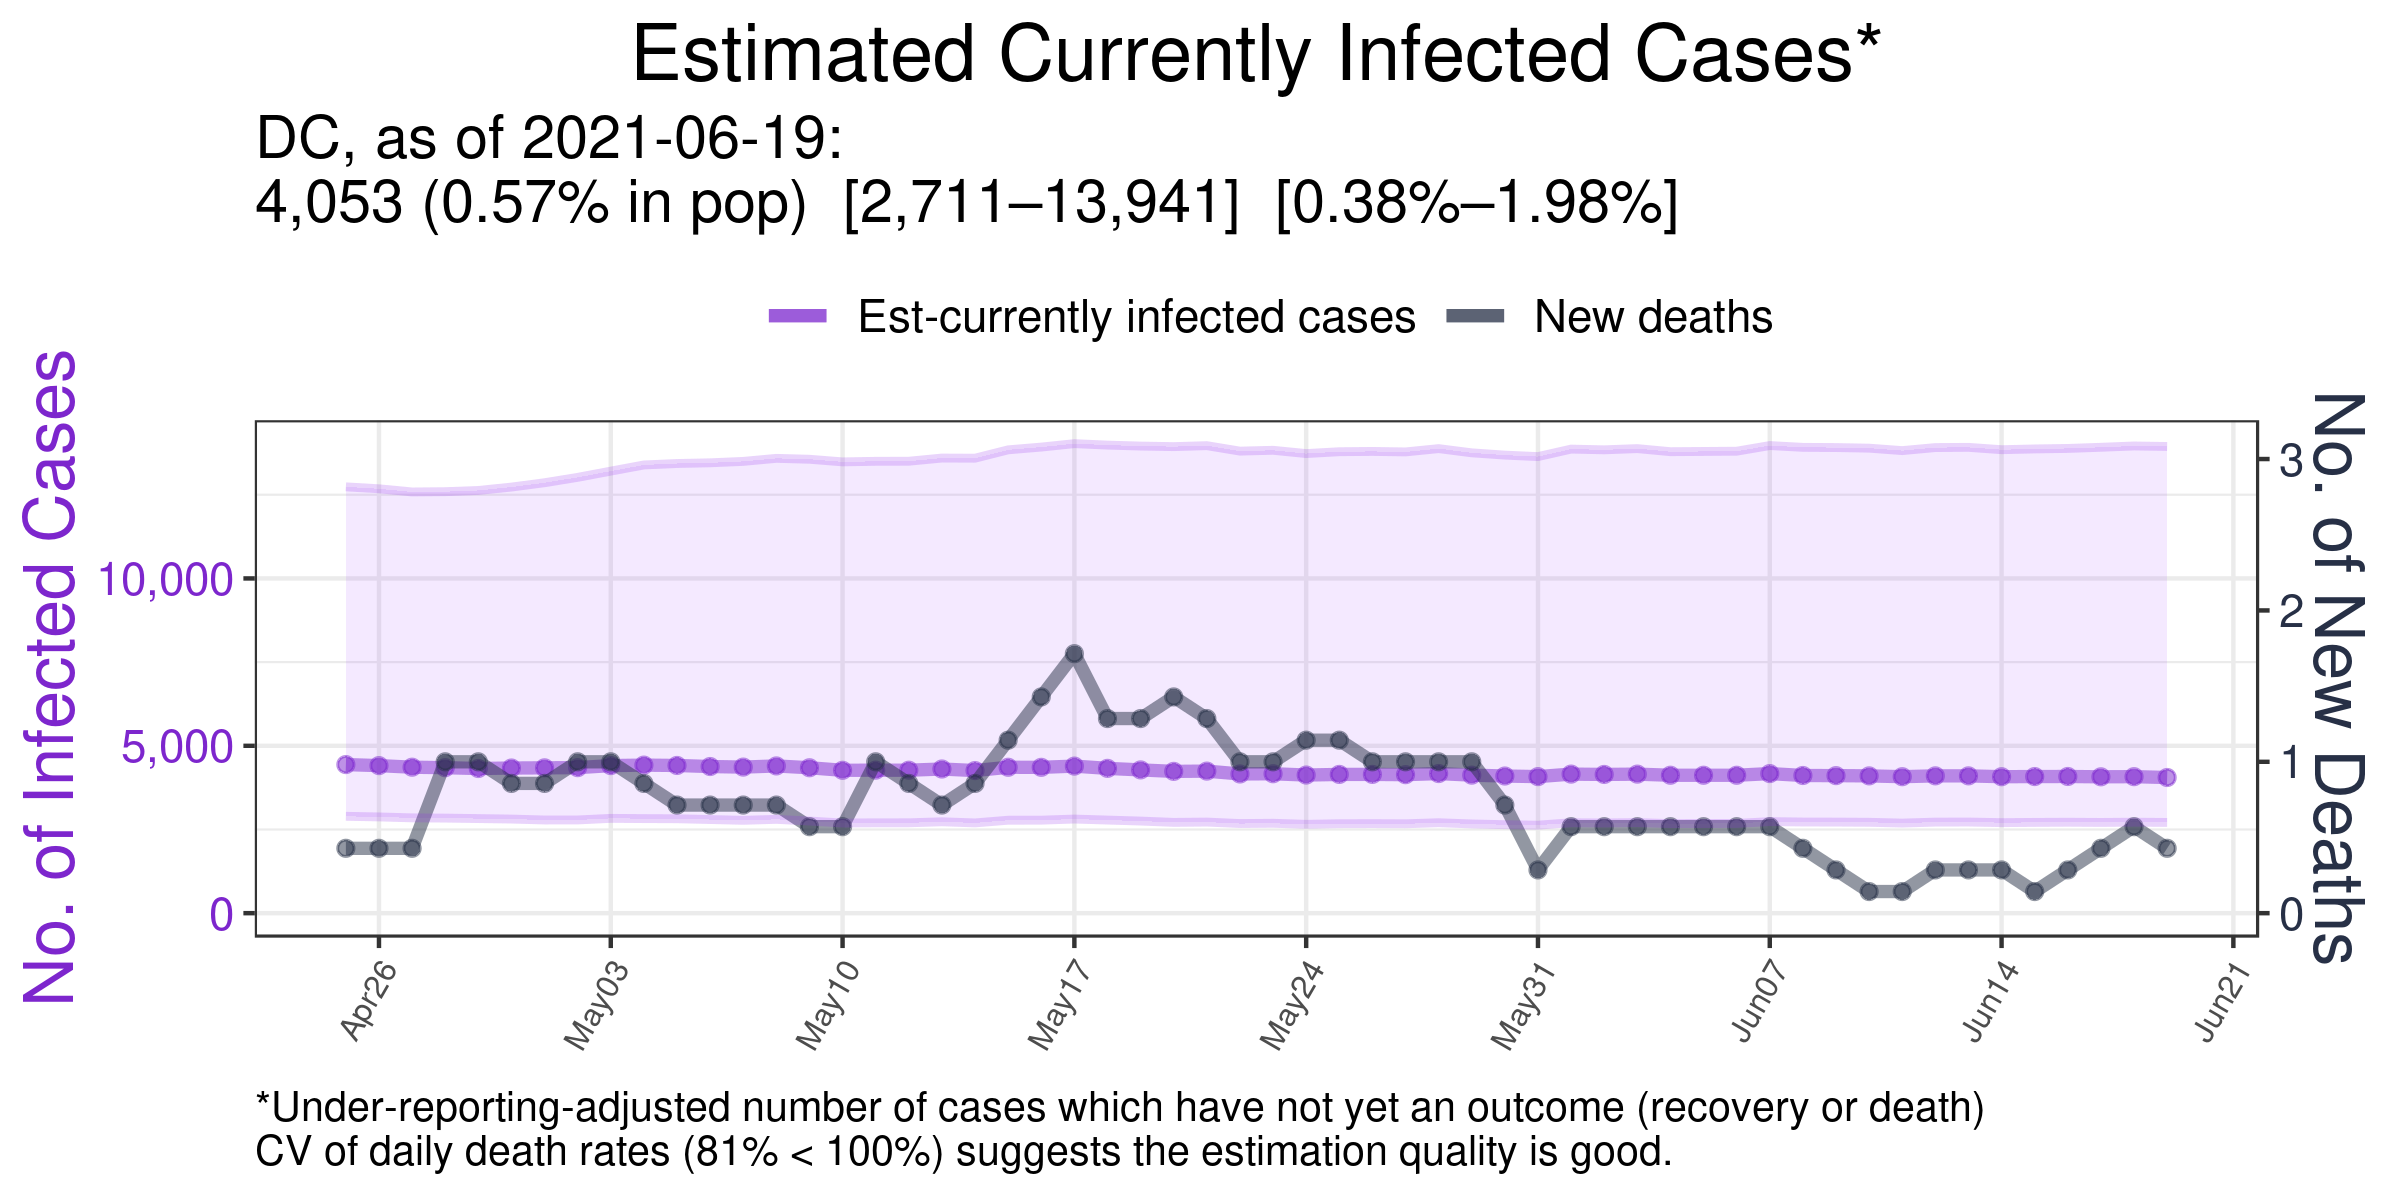 Estimated Currently Infected Cases*
DC, as of 2021-06-19:
4,053 (0.57% in pop)  [2,711–13,941]  [0.38%–1.98%]
Est-currently infected cases
New deaths
No. of Infected Cases
10,000
5,000
0
3
2
1
0
No. of New Deaths
Apr26
May03
May10
May17
May24
May31
Jun07
Jun14
Jun21
*Under-reporting-adjusted number of cases which have not yet an outcome (recovery or death)
CV of daily death rates (81% < 100%) suggests the estimation quality is good.